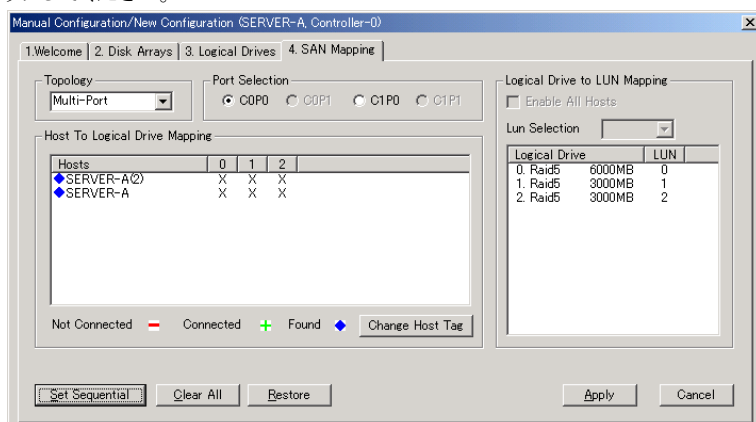 Manual Configuration/New Configuration (SERVER-A, Controller-0)
1.Welcome 2. Disk Arrays 3. Logical Drives 4. SAN Mapping
Topology
Multi-Port
Port Selection
C0P0 C0P1 C1P0 C1P1
Host To Logical Drive Mapping
Hosts 0 1 2
SERVER-A(2) X X X
SERVER-A X X X
Not Connected Connected Found Change Host Tag
Logical Drive to LUN Mapping
Enable All Hosts
Lun Selection
Logical Drive LUN
0. Raid5 6000MB 0
1. Raid5 3000MB 1
2. Raid5 3000MB 2
Set Sequential Clear All Restore Apply Cancel